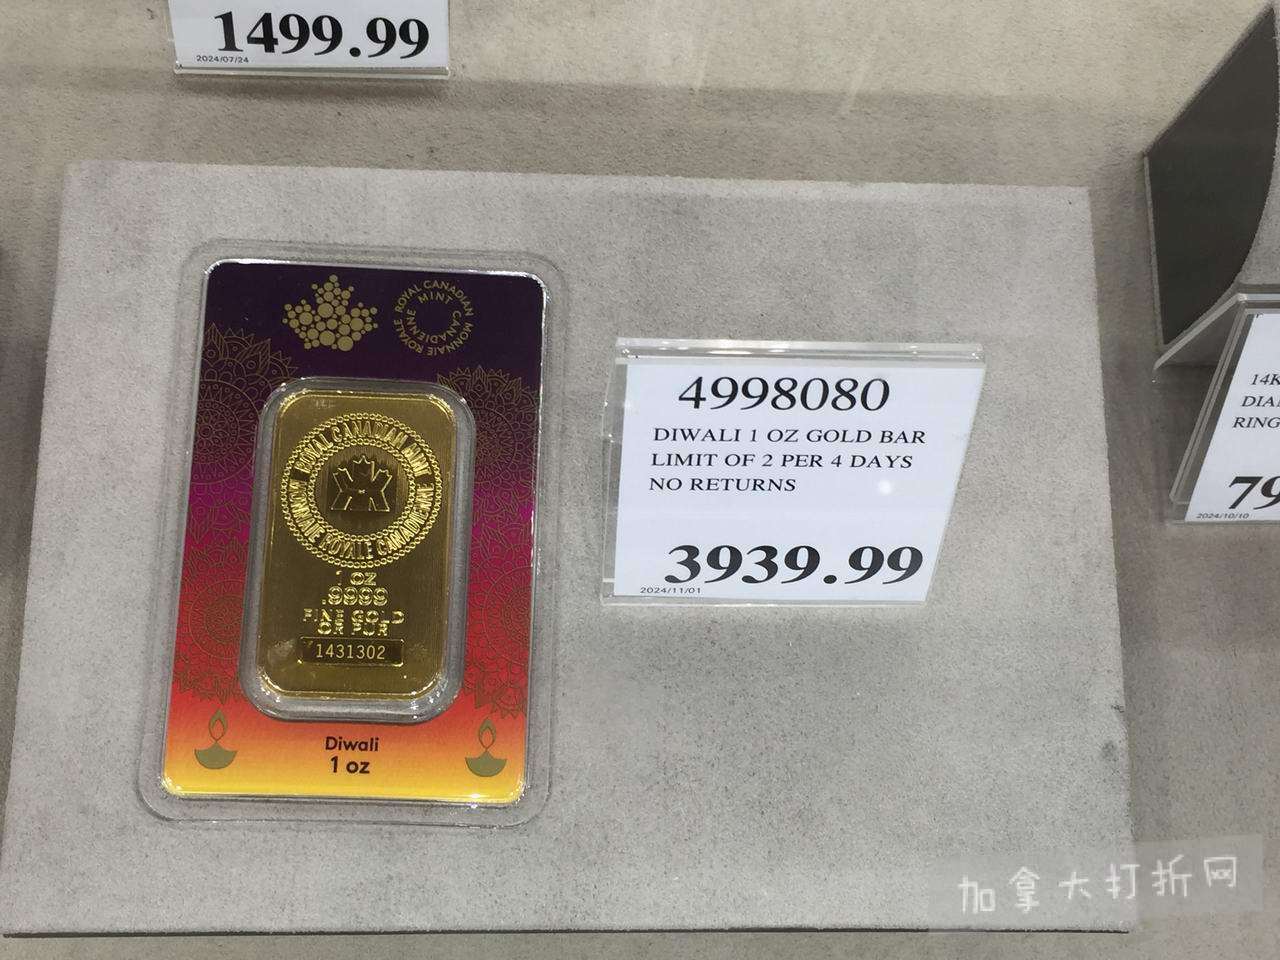 1499.99
2024/07/24
ROYAL CANADIAN MINT
MONNAIE ROYALE CANADIENNE
ROYAL CANADIAN MINT
MONNAIE ROYALE CANADIENNE
1 OZ
.9999
FINE GOLD
OR PUR
1431302
Diwali
1 oz
4998080
DIWALI 1 OZ GOLD BAR
LIMIT OF 2 PER 4 DAYS
NO RETURNS
3939.99
2024/11/01
14K
DIA
RING
79
2024/10/10
加拿大打折网